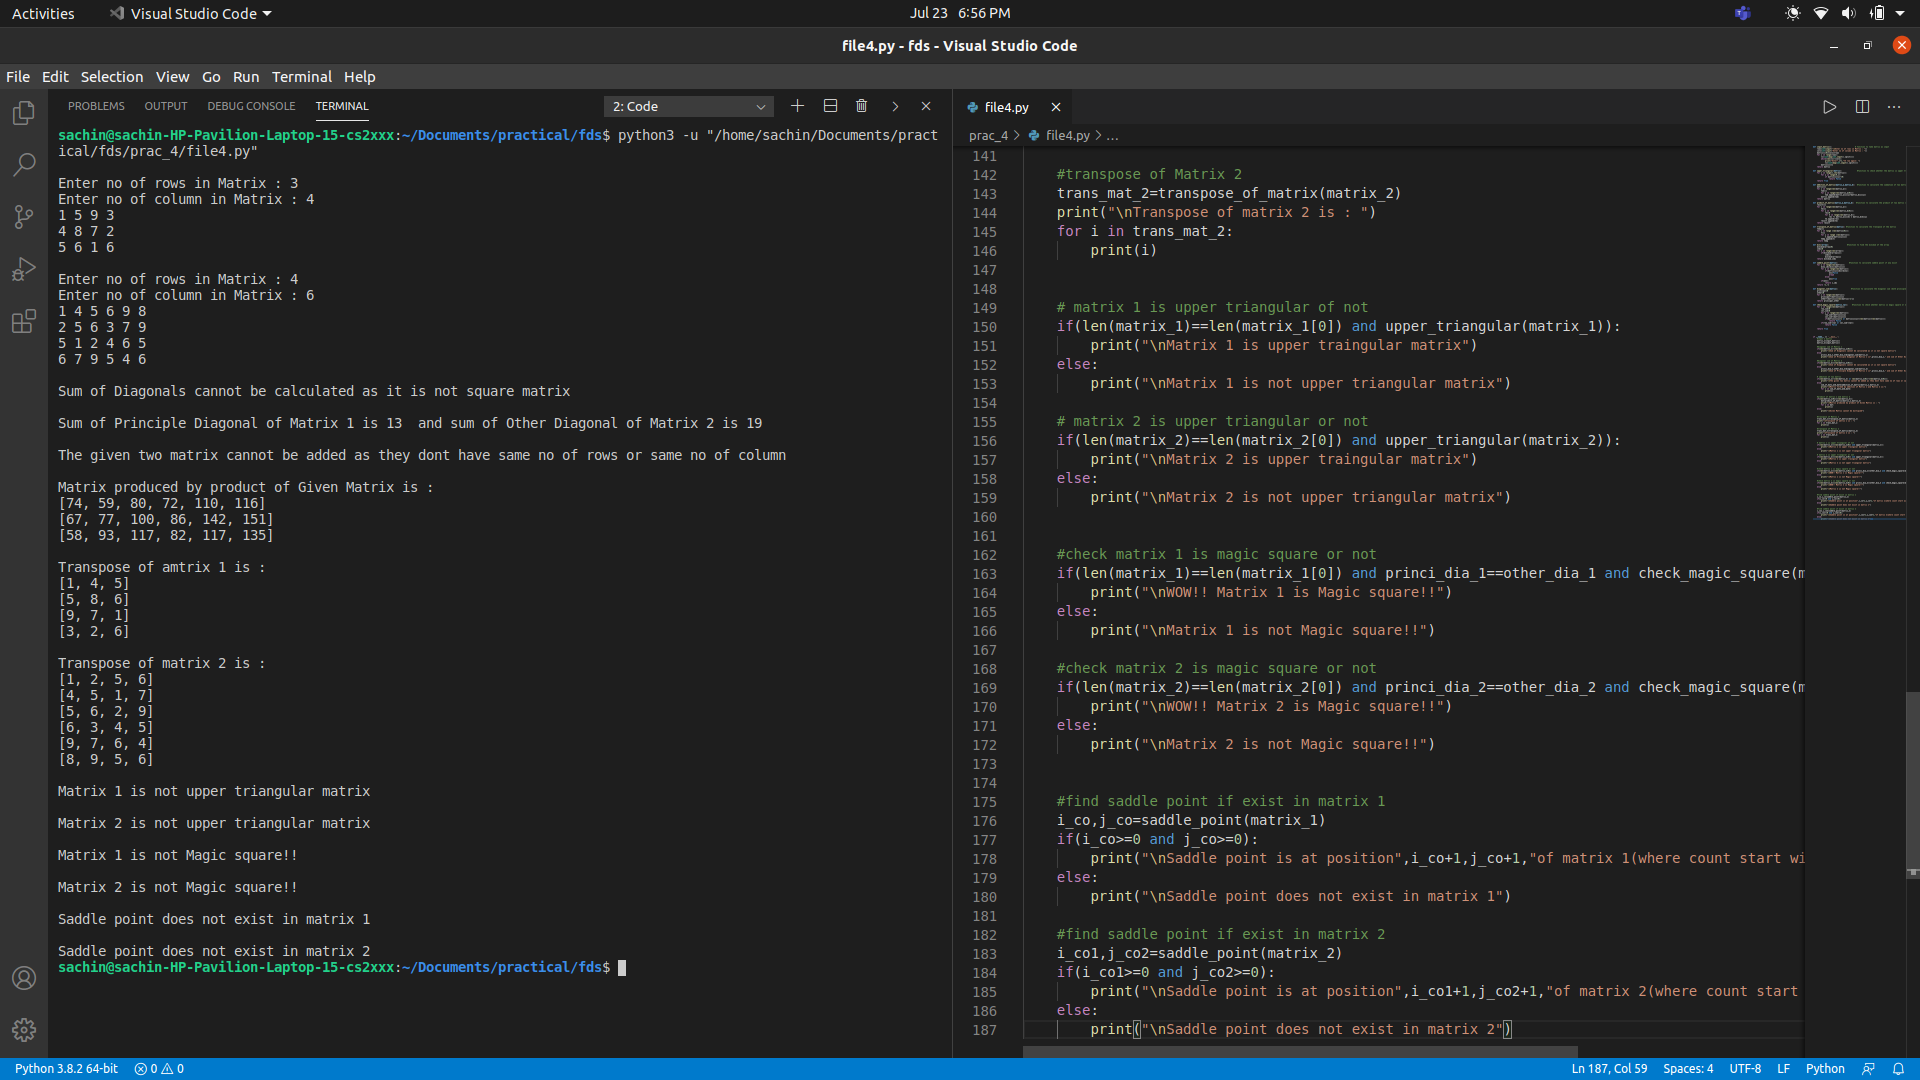 Activities
Visual Studio Code
Jul 23 6:56 PM
file4.py - fds - Visual Studio Code
File Edit Selection View Go Run Terminal Help
PROBLEMS OUTPUT DEBUG CONSOLE TERMINAL
2: Code
sachin@sachin-HP-Pavilion-Laptop-15-cs2xxx:~/Documents/practical/fds$ python3 -u "/home/sachin/Documents/pract
ical/fds/prac_4/file4.py"
Enter no of rows in Matrix : 3
Enter no of column in Matrix : 4
1 5 9 3
4 8 7 2
5 6 1 6
Enter no of rows in Matrix : 4
Enter no of column in Matrix : 6
1 4 5 6 9 8
2 5 6 3 7 9
5 1 2 4 6 5
6 7 9 5 4 6
Sum of Diagonals cannot be calculated as it is not square matrix
Sum of Principle Diagonal of Matrix 1 is 13  and sum of Other Diagonal of Matrix 2 is 19
The given two matrix cannot be added as they dont have same no of rows or same no of column
Matrix produced by product of Given Matrix is :
[74, 59, 80, 72, 110, 116]
[67, 77, 100, 86, 142, 151]
[58, 93, 117, 82, 117, 135]
Transpose of amtrix 1 is :
[1, 4, 5]
[5, 8, 6]
[9, 7, 1]
[3, 2, 6]
Transpose of matrix 2 is :
[1, 2, 5, 6]
[4, 5, 1, 7]
[5, 6, 2, 9]
[6, 3, 4, 5]
[9, 7, 6, 4]
[8, 9, 5, 6]
Matrix 1 is not upper triangular matrix
Matrix 2 is not upper triangular matrix
Matrix 1 is not Magic square!!
Matrix 2 is not Magic square!!
Saddle point does not exist in matrix 1
Saddle point does not exist in matrix 2
sachin@sachin-HP-Pavilion-Laptop-15-cs2xxx:~/Documents/practical/fds$
file4.py
prac_4 > file4.py > ...
141
142 #transpose of Matrix 2
143 trans_mat_2=transpose_of_matrix(matrix_2)
144 print("\nTranspose of matrix 2 is : ")
145 for i in trans_mat_2:
146 print(i)
147
148
149 # matrix 1 is upper triangular of not
150 if(len(matrix_1)==len(matrix_1[0]) and upper_triangular(matrix_1)):
151 print("\nMatrix 1 is upper traingular matrix")
152 else:
153 print("\nMatrix 1 is not upper triangular matrix")
154
155 # matrix 2 is upper triangular or not
156 if(len(matrix_2)==len(matrix_2[0]) and upper_triangular(matrix_2)):
157 print("\nMatrix 2 is upper traingular matrix")
158 else:
159 print("\nMatrix 2 is not upper triangular matrix")
160
161
162 #check matrix 1 is magic square or not
163 if(len(matrix_1)==len(matrix_1[0]) and princi_dia_1==other_dia_1 and check_magic_square(m
164 print("\nWOW!! Matrix 1 is Magic square!!")
165 else:
166 print("\nMatrix 1 is not Magic square!!")
167
168 #check matrix 2 is magic square or not
169 if(len(matrix_2)==len(matrix_2[0]) and princi_dia_2==other_dia_2 and check_magic_square(m
170 print("\nWOW!! Matrix 2 is Magic square!!")
171 else:
172 print("\nMatrix 2 is not Magic square!!")
173
174
175 #find saddle point if exist in matrix 1
176 i_co,j_co=saddle_point(matrix_1)
177 if(i_co>=0 and j_co>=0):
178 print("\nSaddle point is at position",i_co+1,j_co+1,"of matrix 1(where count start wi
179 else:
180 print("\nSaddle point does not exist in matrix 1")
181
182 #find saddle point if exist in matrix 2
183 i_co1,j_co2=saddle_point(matrix_2)
184 if(i_co1>=0 and j_co2>=0):
185 print("\nSaddle point is at position",i_co1+1,j_co2+1,"of matrix 2(where count start
186 else:
187 print("\nSaddle point does not exist in matrix 2")
Python 3.8.2 64-bit 0 0
Ln 187, Col 59 Spaces: 4 UTF-8 LF Python